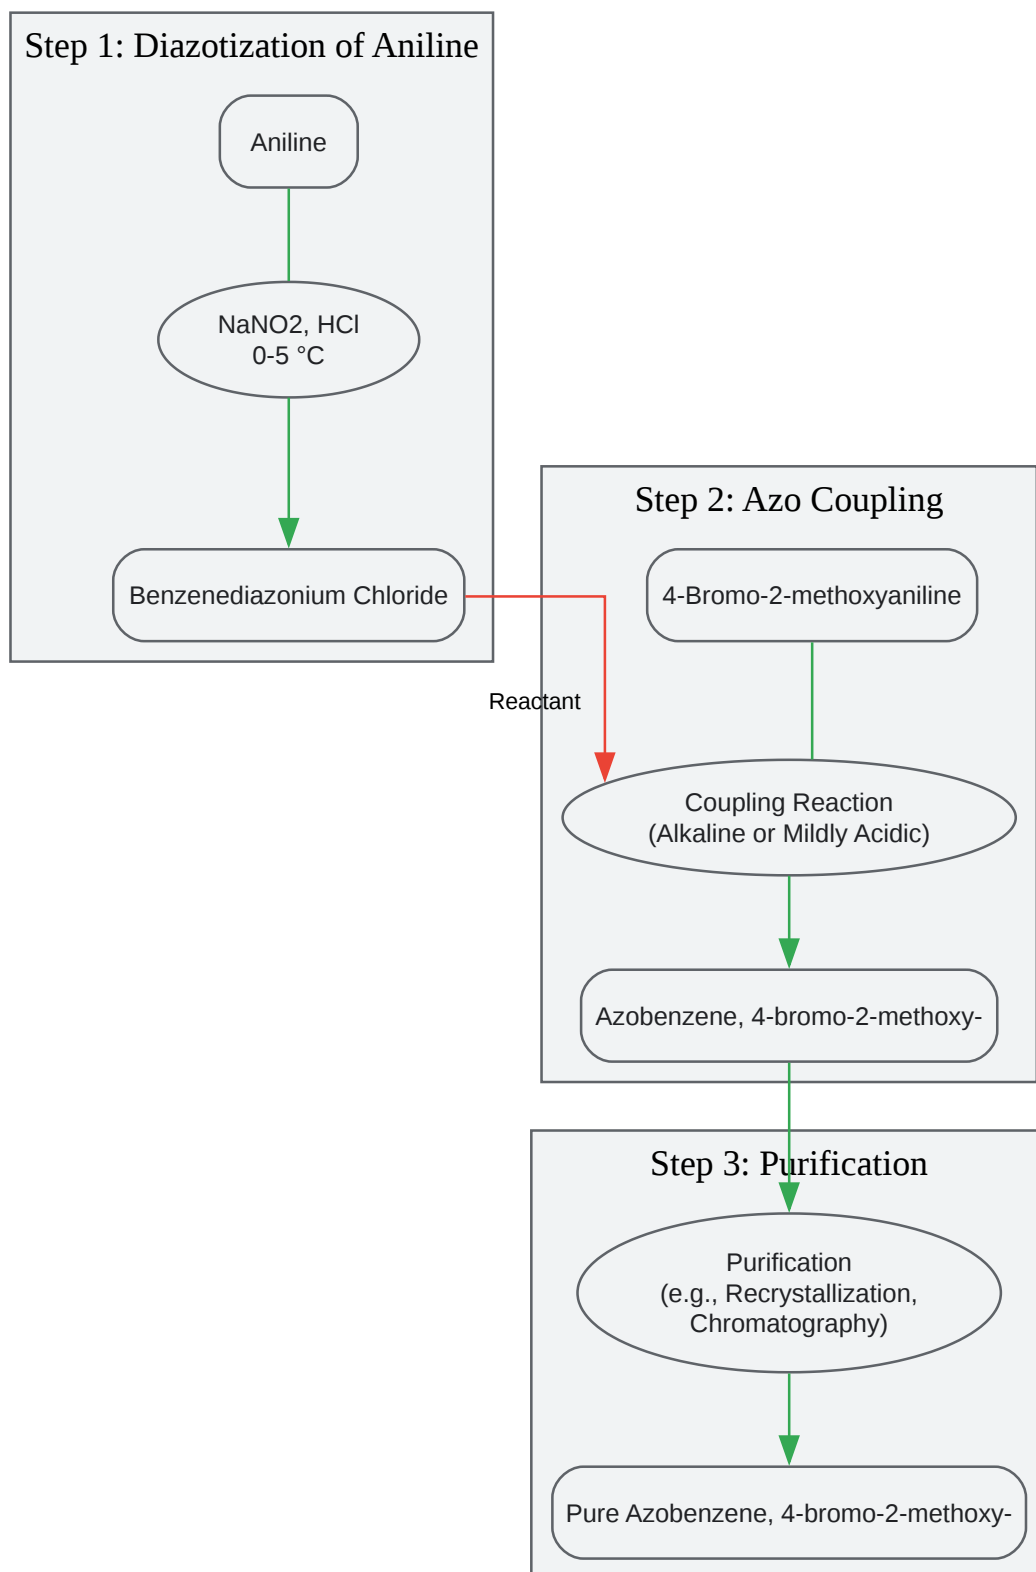 Step 1: Diazotization of Aniline
Aniline
NaNO2, HCl
0-5 °C
Benzenediazonium Chloride
Reactant
Step 2: Azo Coupling
4-Bromo-2-methoxyaniline
Coupling Reaction
(Alkaline or Mildly Acidic)
Azobenzene, 4-bromo-2-methoxy-
Step 3: Purification
Purification
(e.g., Recrystallization,
Chromatography)
Pure Azobenzene, 4-bromo-2-methoxy-